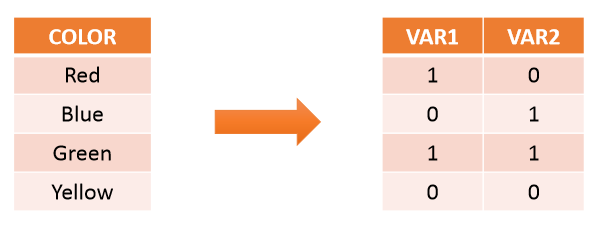 COLOR VAR1 VAR2
Red 1 0
Blue 0 1
Green 1 1
Yellow 0 0